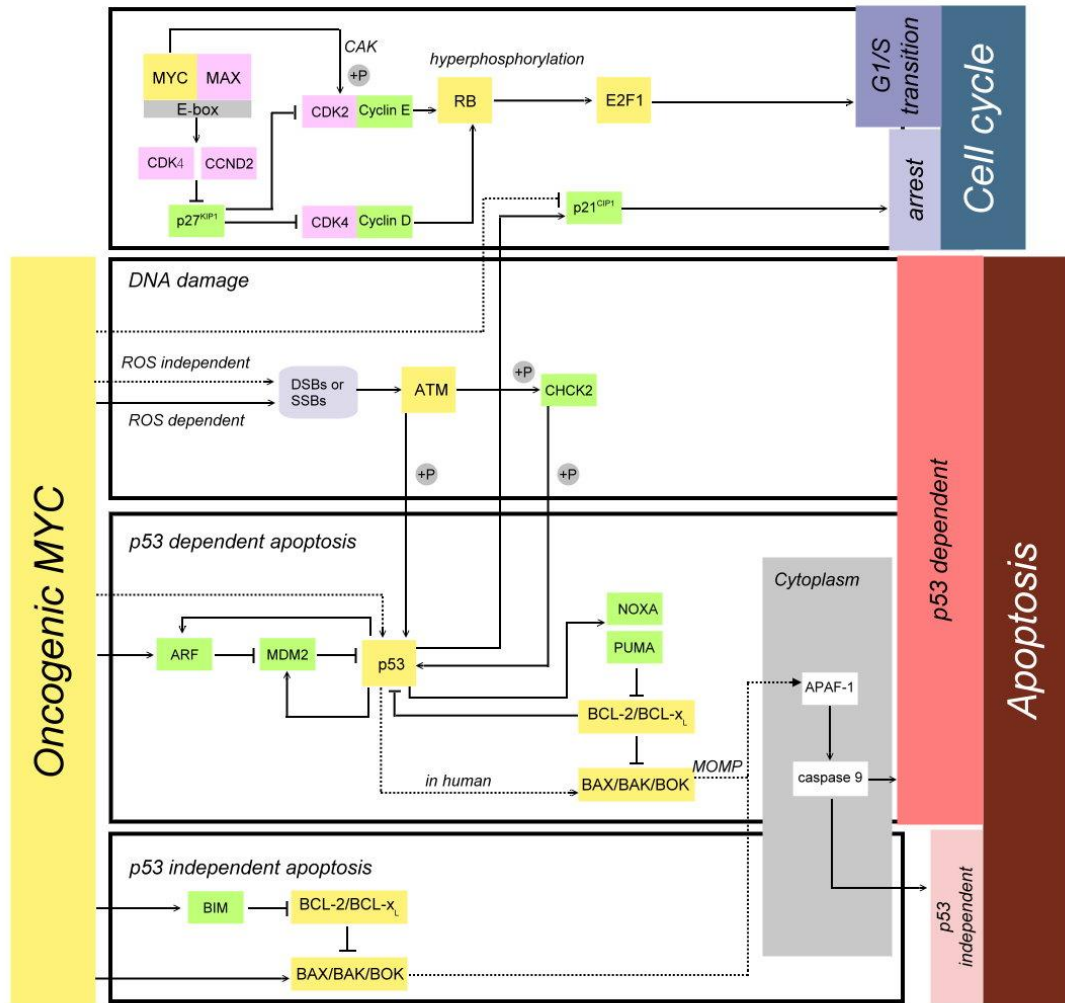 CAK
hyperphosphorylation
MYC
MAX
+P
E-box
CDK2
Cyclin E
RB
E2F1
G1/S
transition
CDK4
CCND2
p27KIP1
CDK4
Cyclin D
p21CIP1
arrest
Cell cycle
Oncogenic MYC
DNA damage
ROS independent
ROS dependent
DSBs or
SSBs
ATM
+P
CHCK2
+P
+P
p53 dependent
Apoptosis
p53 dependent apoptosis
Cytoplasm
NOXA
PUMA
ARF
MDM2
p53
APAF-1
BCL-2/BCL-xL
in human
BAX/BAK/BOK
MOMP
caspase 9
p53 independent apoptosis
BIM
BCL-2/BCL-xL
BAX/BAK/BOK
p53
independent